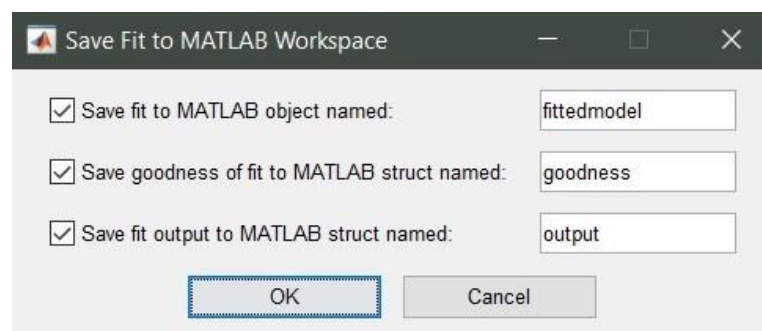 Save Fit to MATLAB Workspace
Save fit to MATLAB object named: fittedmodel
Save goodness of fit to MATLAB struct named: goodness
Save fit output to MATLAB struct named: output
OK Cancel